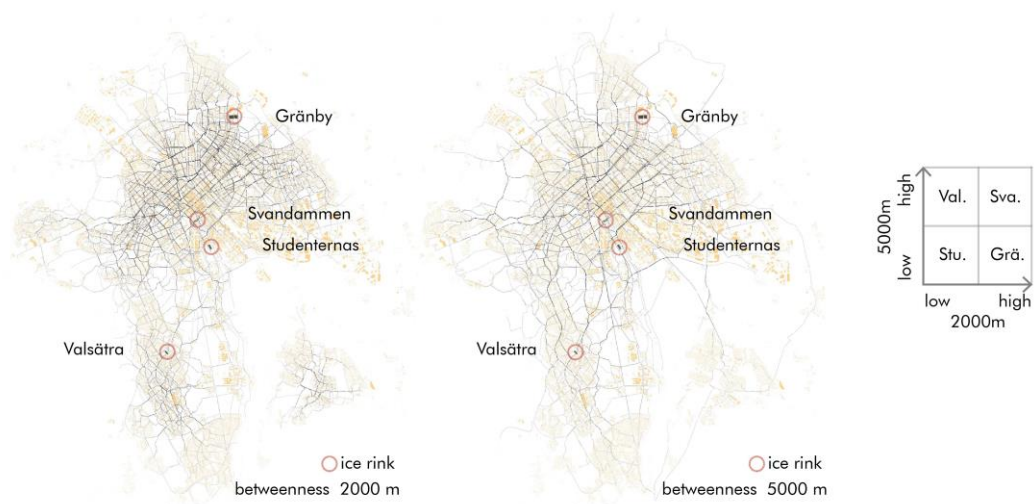 Gränby
Svandammen
Studenternas
Valsätra
ice rink
betweenness 2000 m
Gränby
Svandammen
Studenternas
Valsätra
ice rink
betweenness 5000 m
5000m
high
low
Val.
Sva.
Stu.
Grä.
low
high
2000m